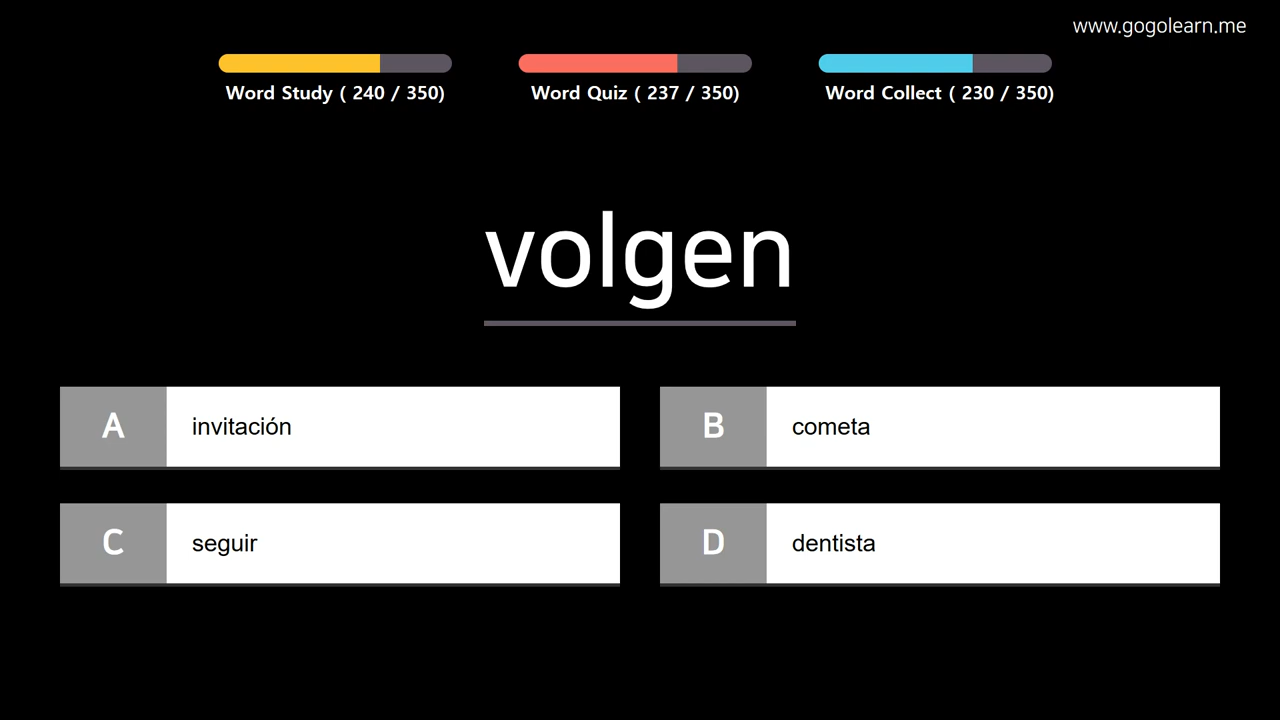 www.gogolearn.me
Word Study ( 240 / 350)
Word Quiz ( 237 / 350)
Word Collect ( 230 / 350)
volgen
A invitación
B cometa
C seguir
D dentista